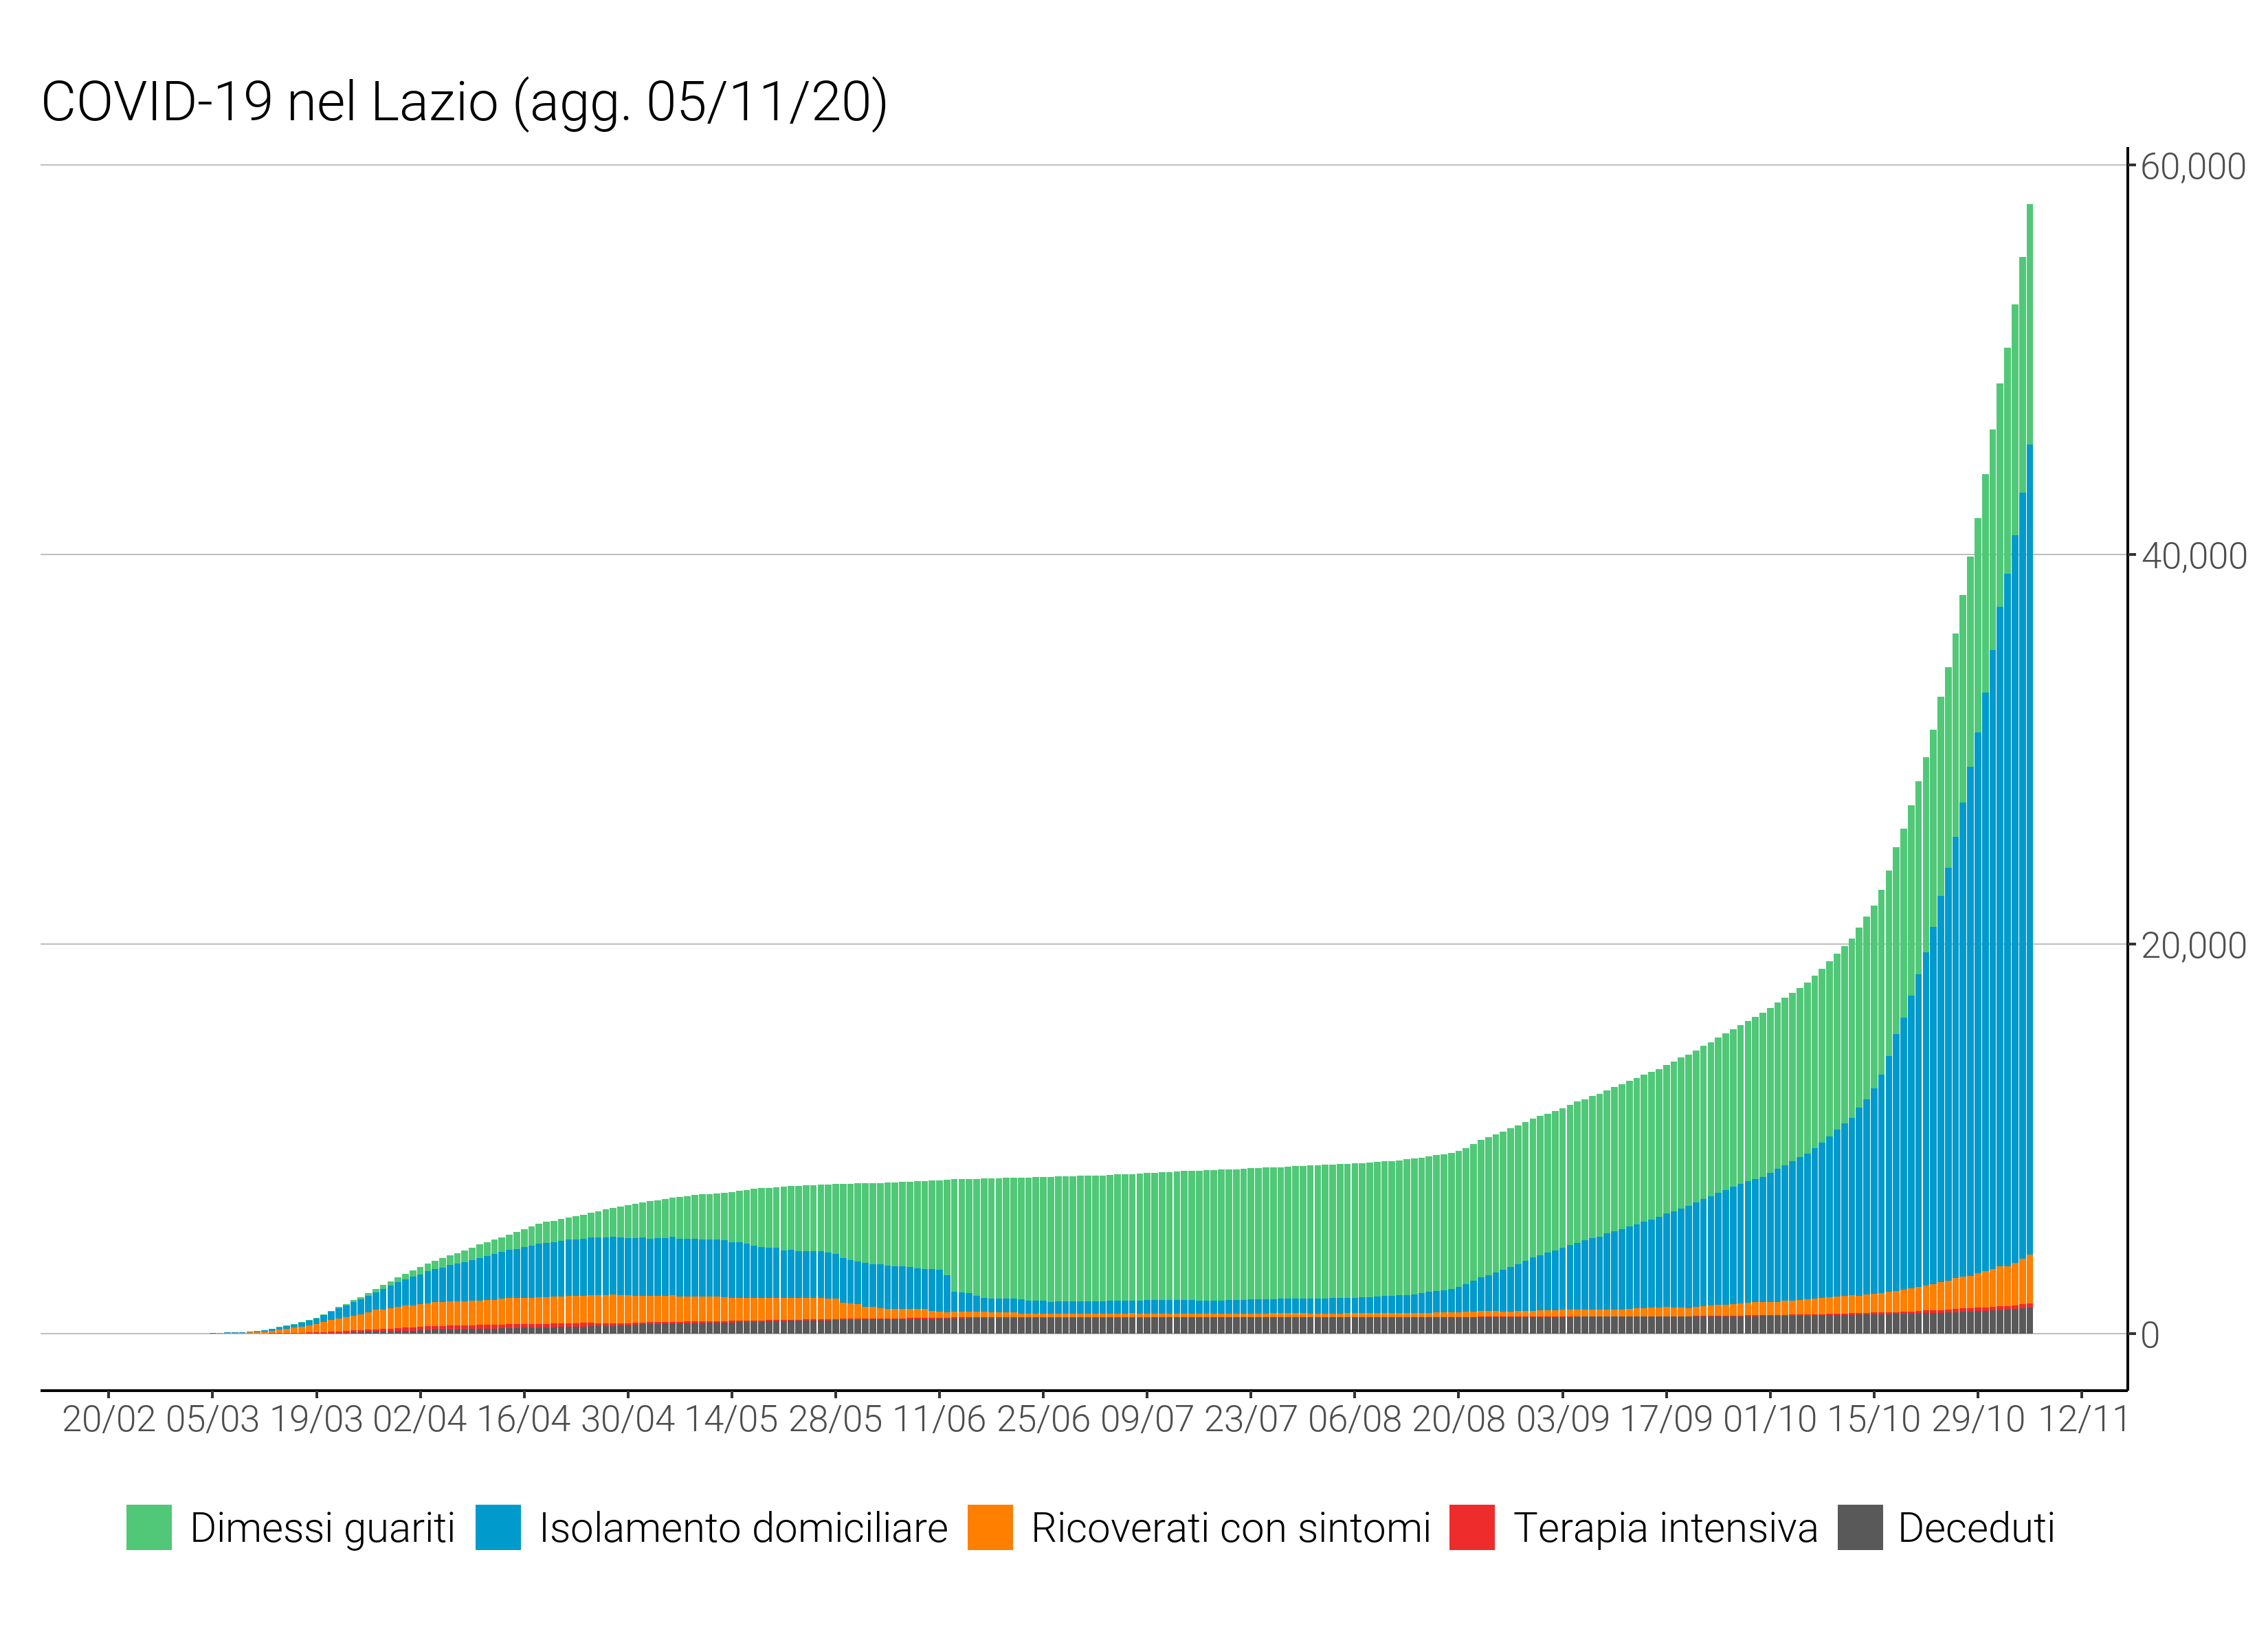 COVID-19 nel Lazio (agg. 05/11/20)
60,000
40,000
20,000
0
20/02 05/03 19/03 02/04 16/04 30/04 14/05 28/05 11/06 25/06 09/07 23/07 06/08 20/08 03/09 17/09 01/10 15/10 29/10 12/11
Dimessi guariti Isolamento domiciliare Ricoverati con sintomi Terapia intensiva Deceduti